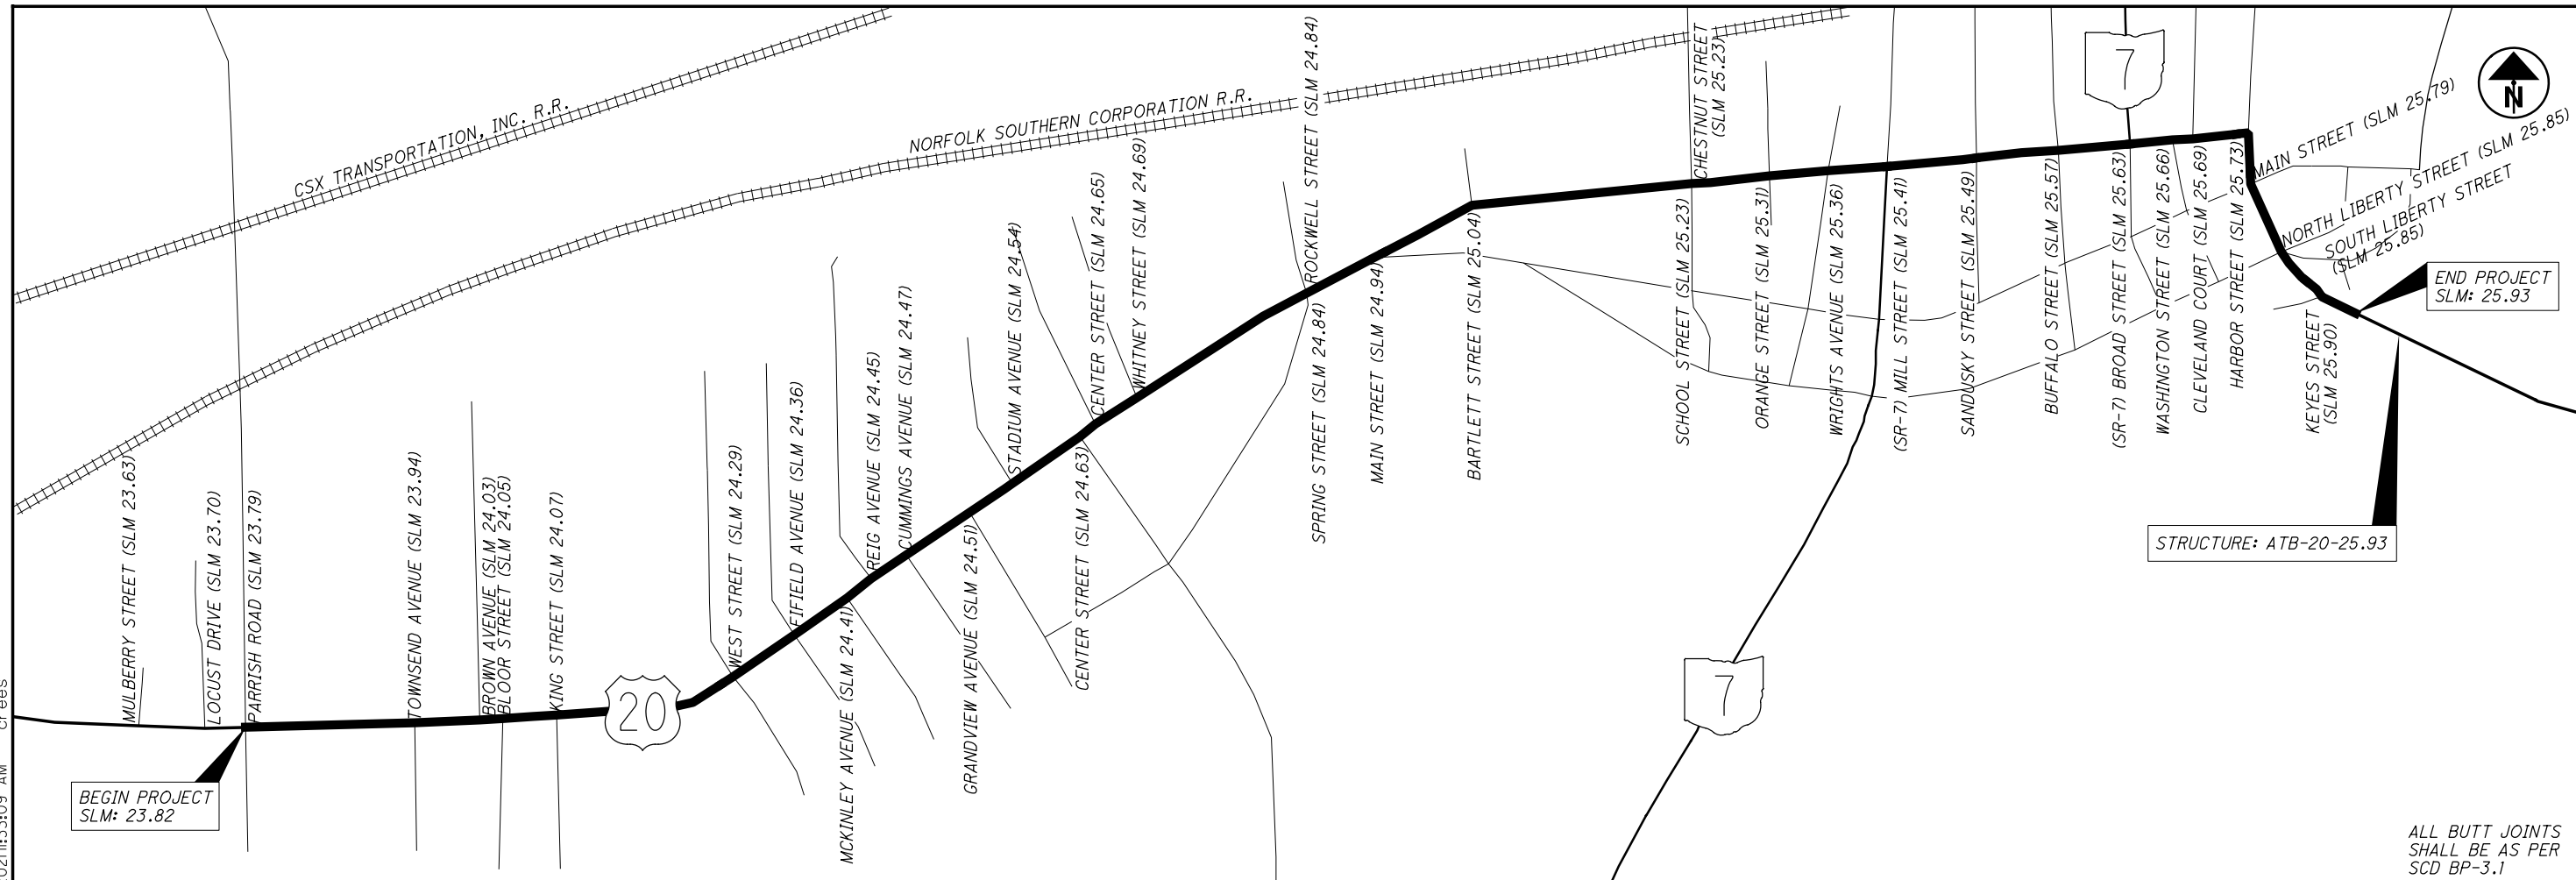 CSX TRANSPORTATION, INC. R.R.
NORFOLK SOUTHERN CORPORATION R.R.
MULBERRY STREET (SLM 23.63)
LOCUST DRIVE (SLM 23.70)
PARRISH ROAD (SLM 23.79)
TOWNSEND AVENUE (SLM 23.94)
BROWN AVENUE (SLM 24.03)
BLOOR STREET (SLM 24.05)
KING STREET (SLM 24.07)
20
WEST STREET (SLM 24.29)
FIFIELD AVENUE (SLM 24.36)
MCKINLEY AVENUE (SLM 24.41)
REIG AVENUE (SLM 24.45)
CUMMINGS AVENUE (SLM 24.47)
GRANDVIEW AVENUE (SLM 24.51)
STADIUM AVENUE (SLM 24.54)
CENTER STREET (SLM 24.63)
CENTER STREET (SLM 24.65)
WHITNEY STREET (SLM 24.69)
ROCKWELL STREET (SLM 24.84)
SPRING STREET (SLM 24.84)
MAIN STREET (SLM 24.94)
BARTLETT STREET (SLM 25.04)
CHESTNUT STREET
(SLM 25.23)
SCHOOL STREET (SLM 25.23)
ORANGE STREET (SLM 25.31)
WRIGHTS AVENUE (SLM 25.36)
(SR-7) MILL STREET (SLM 25.41)
7
SANDUSKY STREET (SLM 25.49)
BUFFALO STREET (SLM 25.57)
7
(SR-7) BROAD STREET (SLM 25.63)
WASHINGTON STREET (SLM 25.66)
CLEVELAND COURT (SLM 25.69)
HARBOR STREET (SLM 25.73)
MAIN STREET (SLM 25.79)
NORTH LIBERTY STREET (SLM 25.85)
SOUTH LIBERTY STREET
(SLM 25.85)
KEYES STREET
(SLM 25.90)
N
END PROJECT
SLM: 25.93
STRUCTURE: ATB-20-25.93
BEGIN PROJECT
SLM: 23.82
ALL BUTT JOINTS
SHALL BE AS PER
SCD BP-3.1